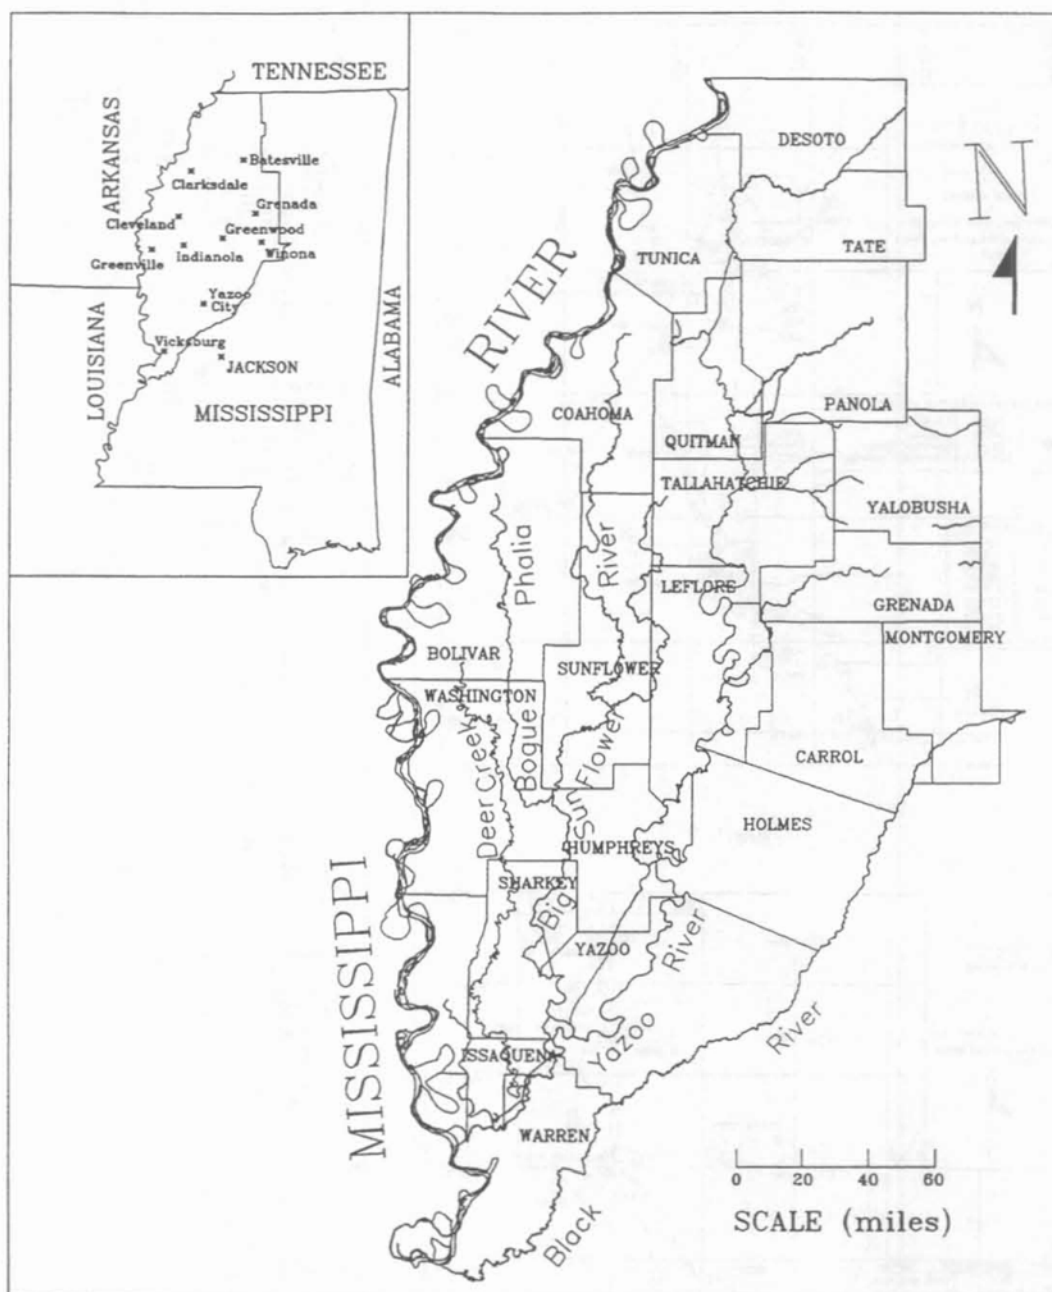 TENNESSEE
ARKANSAS
Batesville
Clarksdale
Grenada
Cleveland
Greenwood
Greenville
Indianola
Winona
Yazoo
City
Vicksburg
JACKSON
LOUISIANA
ALABAMA
MISSISSIPPI
N
DESOTO
TATE
TUNICA
RIVER
COAHOMA
PANOLA
QUITMAN
TALLAHATCHIE
YALOBUSHA
Phalia
River
LEFLORE
GRENADA
MONTGOMERY
BOLIVAR
SUNFLOWER
WASHINGTON
Deer Creek
Bogue
Sun Flower
CARROL
HOLMES
HUMPHREYS
MISSISSIPPI
SHARKEY
Big
YAZOO
River
Yazoo
River
ISSAQUENA
WARREN
Black
0 20 60
SCALE (miles)